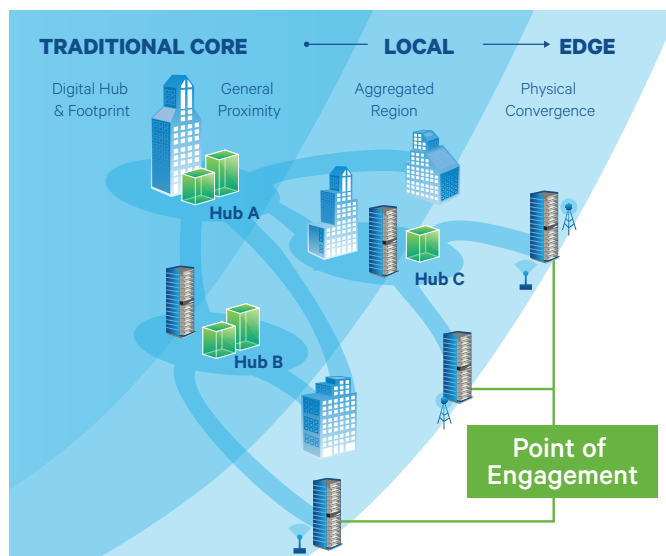 TRADITIONAL CORE
LOCAL
EDGE
Digital Hub
& Footprint
General
Proximity
Aggregated
Region
Physical
Convergence
Hub A
Hub C
Hub B
Point of
Engagement